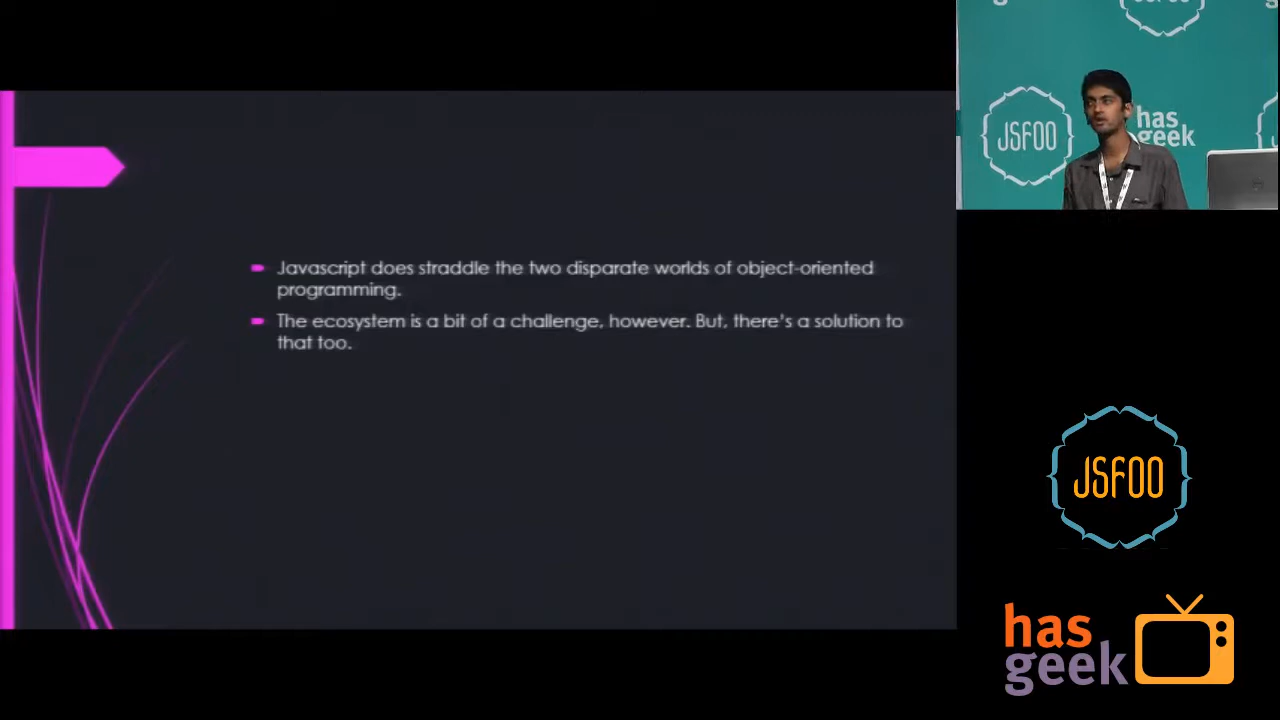 Javascript does straddle the two disparate worlds of object-oriented
programming.
The ecosystem is a bit of a challenge, however. But, there's a solution to
that too.
JSFOO
has
geek
JSFOO
has
geek